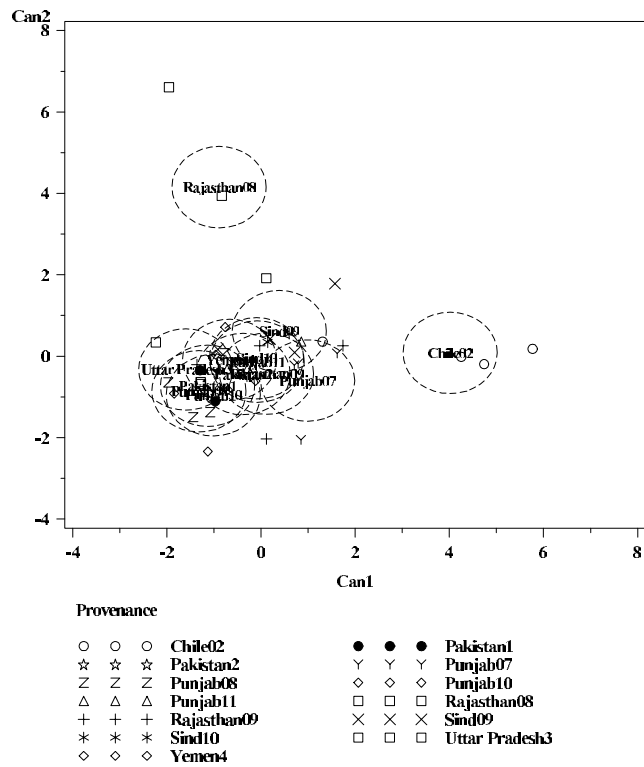 Can2
8
6
4
Rajasthan08
2
Sind09
0
Chile02
Uttar Prade
Punjab07
-2
-4
-4 -2 0 2 4 6 8
Can1
Provenance
Chile02 Pakistan1
Pakistan2 Punjab07
Punjab08 Punjab10
Punjab11 Rajasthan08
Rajasthan09 Sind09
Sind10 Uttar Pradesh3
Yemen4